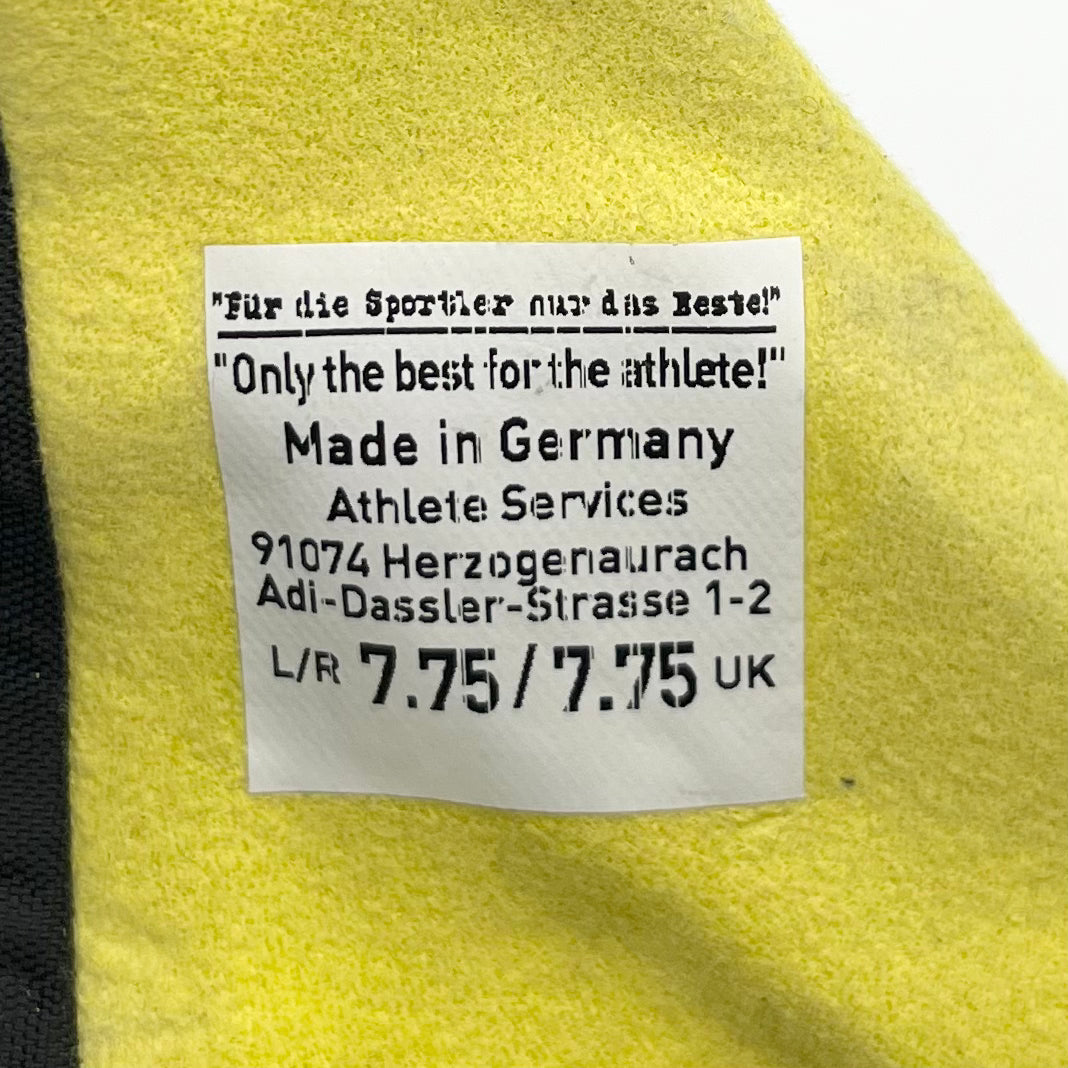 "Für die Sportler nur das Beste!"
"Only the best for the athlete!"
Made in Germany
Athlete Services
91074 Herzogenaurach
Adi-Dassler-Strasse 1-2
L/R 7.75/7.75 UK